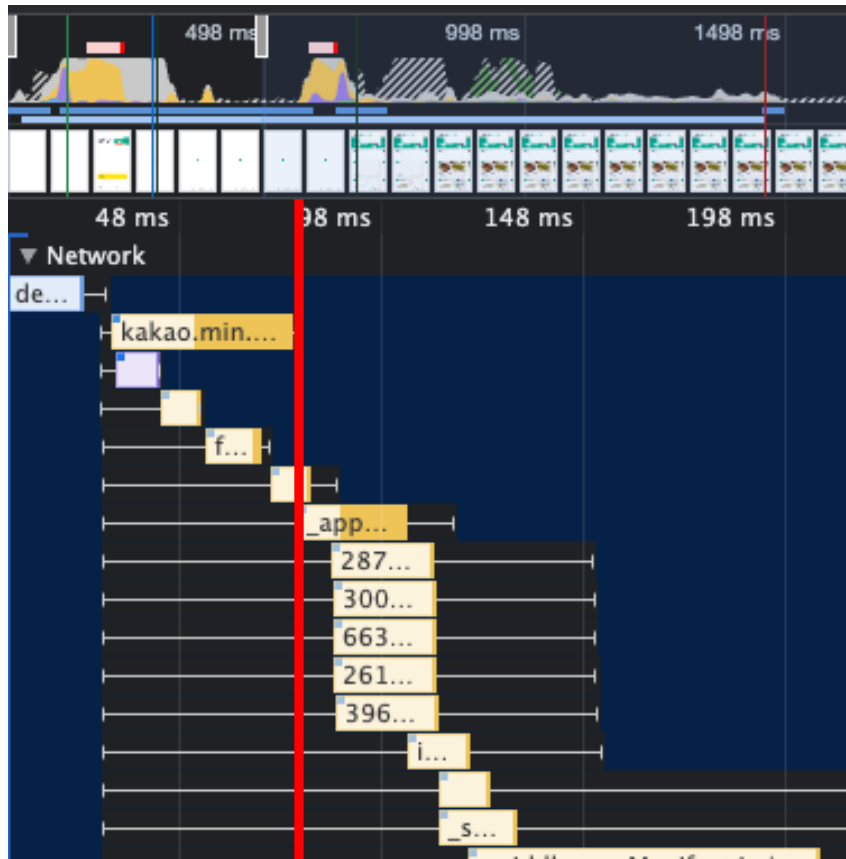 498 ms 998 ms 1498 ms
48 ms 98 ms 148 ms 198 ms
▼ Network
de...
kakao.min....
f...
_app...
287...
300...
663...
261...
396...
i...
_s...